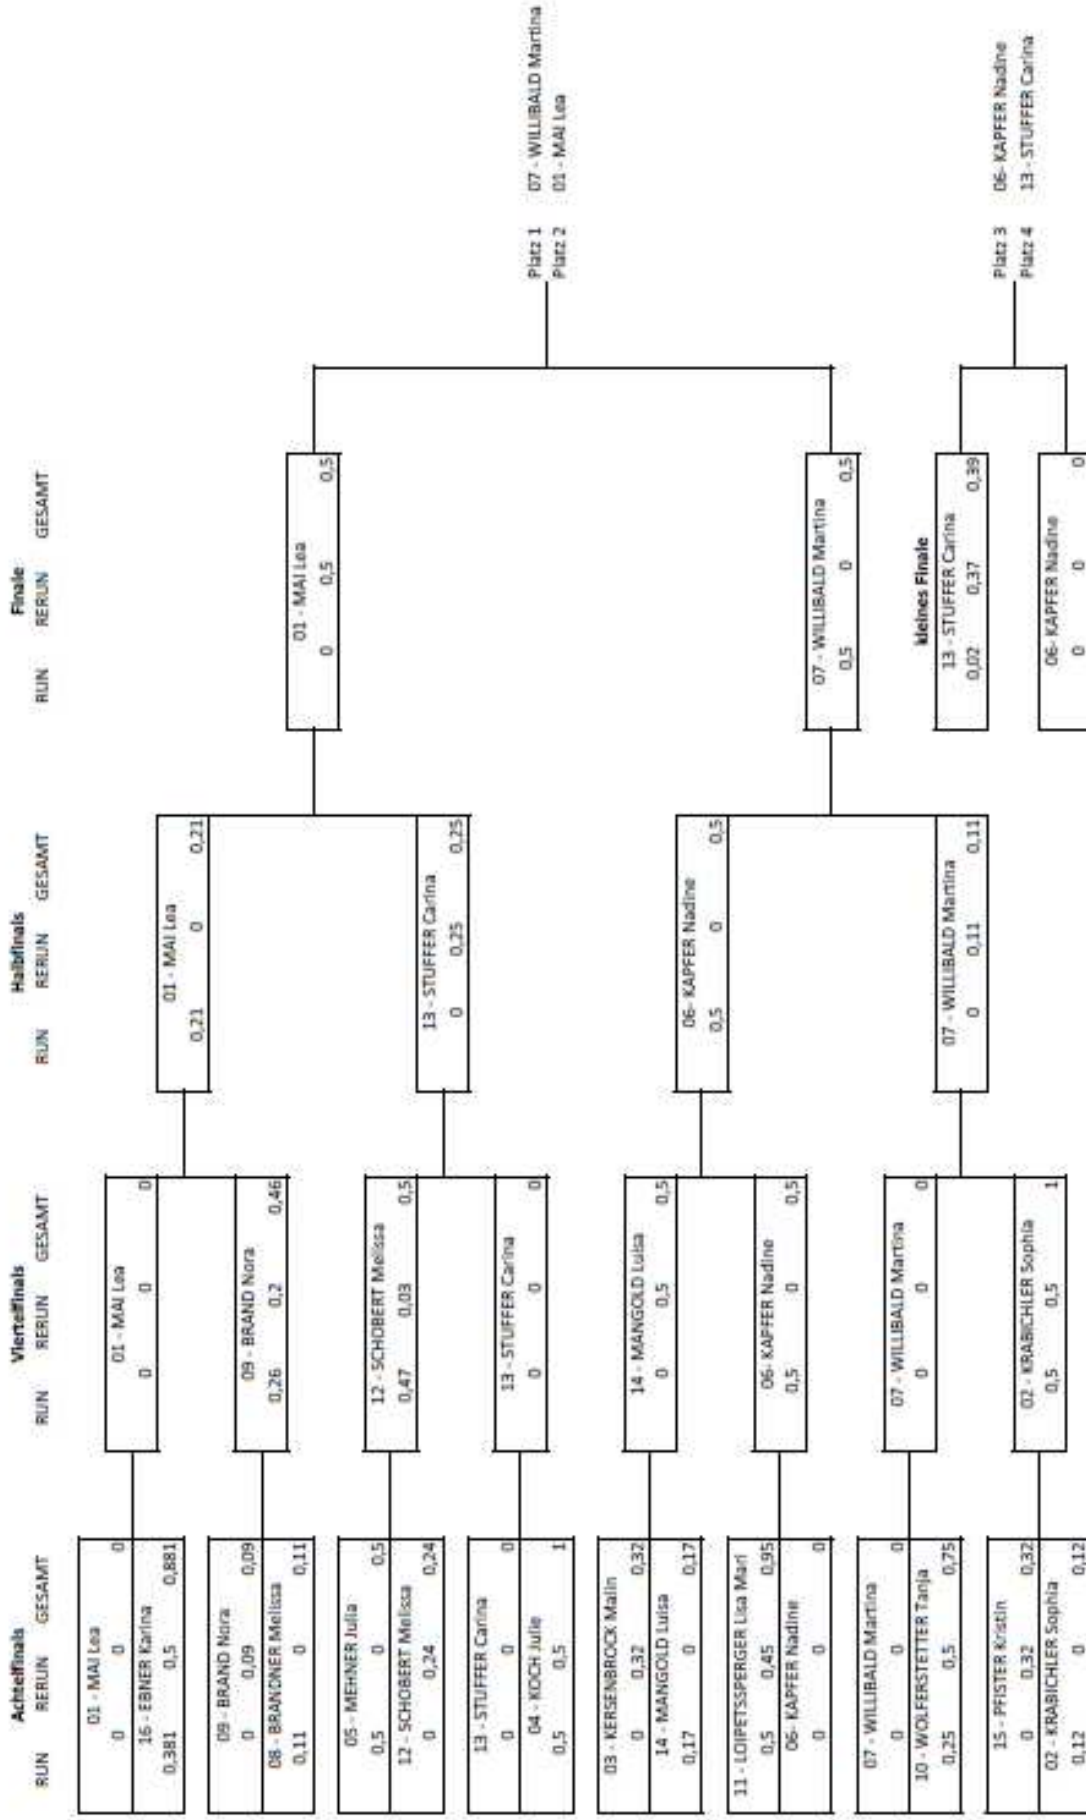 Achtelfinals
RUN RERUN GESAMT
01 - MAI Lea
0 0 0
16 - EBNER Karina
0,381 0,5 0,881
09 - BRAND Nora
0 0,09 0,09
08 - BRANDNER Melissa
0,11 0 0,11
05 - MEHNER Julia
0,5 0 0,5
12 - SCHOBERT Melissa
0 0,24 0,24
13 - STUFFER Carina
0 0 0
04 - KOCH Julie
0,5 0,5 1
03 - KERSENBROCK Malin
0 0,32 0,32
14 - MANGOLD Luisa
0,17 0 0,17
11 - LOIPETSSPERGER Lisa Mari
0,5 0,45 0,95
06- KAPFER Nadine
0 0 0
07 - WILLIBALD Martina
0 0 0
10 - WOLFERSTETTER Tanja
0,25 0,5 0,75
15 - PFISTER Kristin
0 0,32 0,32
02 - KRABICHLER Sophia
0,12 0 0,12
Viertelfinals
RUN RERUN GESAMT
01 - MAI Lea
0 0 0
09 - BRAND Nora
0,26 0,2 0,46
12 - SCHOBERT Melissa
0,47 0,03 0,5
13 - STUFFER Carina
0 0 0
14 - MANGOLD Luisa
0 0,5 0,5
06- KAPFER Nadine
0,5 0 0,5
07 - WILLIBALD Martina
0 0 0
02 - KRABICHLER Sophia
0,5 0,5 1
Halbfinals
RUN RERUN GESAMT
01 - MAI Lea
0,21 0 0,21
13 - STUFFER Carina
0 0,25 0,25
06- KAPFER Nadine
0,5 0 0,5
07 - WILLIBALD Martina
0 0,11 0,11
Finale
RUN RERUN GESAMT
01 - MAI Lea
0 0,5 0,5
07 - WILLIBALD Martina
0,5 0 0,5
kleines Finale
13 - STUFFER Carina
0,02 0,37 0,39
06- KAPFER Nadine
0 0 0
Platz 1 07 - WILLIBALD Martina
Platz 2 01 - MAI Lea
Platz 3 06- KAPFER Nadine
Platz 4 13 - STUFFER Carina